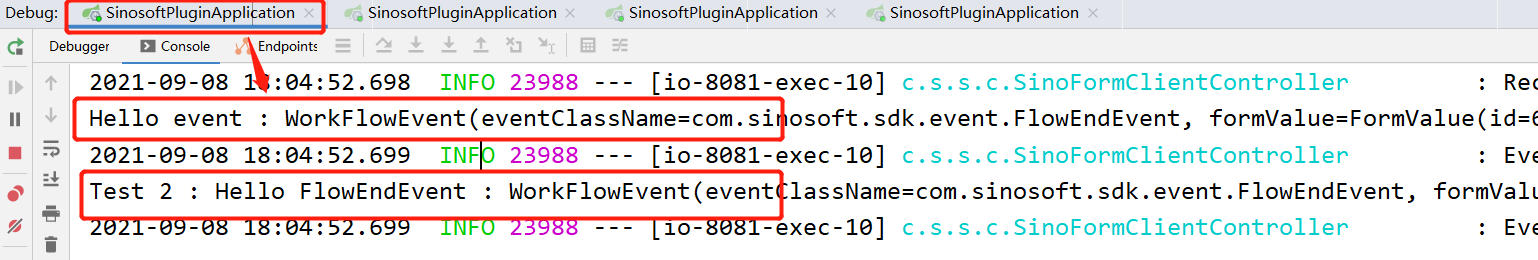 Debug: SinosoftPluginApplication × SinosoftPluginApplication × SinosoftPluginApplication × SinosoftPluginApplication ×
Debugger Console Endpoints
2021-09-08 18:04:52.698 INFO 23988 --- [io-8081-exec-10] c.s.s.c.SinoFormClientController : Rec
Hello event : WorkFlowEvent(eventClassName=com.sinosoft.sdk.event.FlowEndEvent, formValue=FormValue(id=6
2021-09-08 18:04:52.699 INFO 23988 --- [io-8081-exec-10] c.s.s.c.SinoFormClientController : Eve
Test 2 : Hello FlowEndEvent : WorkFlowEvent(eventClassName=com.sinosoft.sdk.event.FlowEndEvent, formValu
2021-09-08 18:04:52.699 INFO 23988 --- [io-8081-exec-10] c.s.s.c.SinoFormClientController : Eve